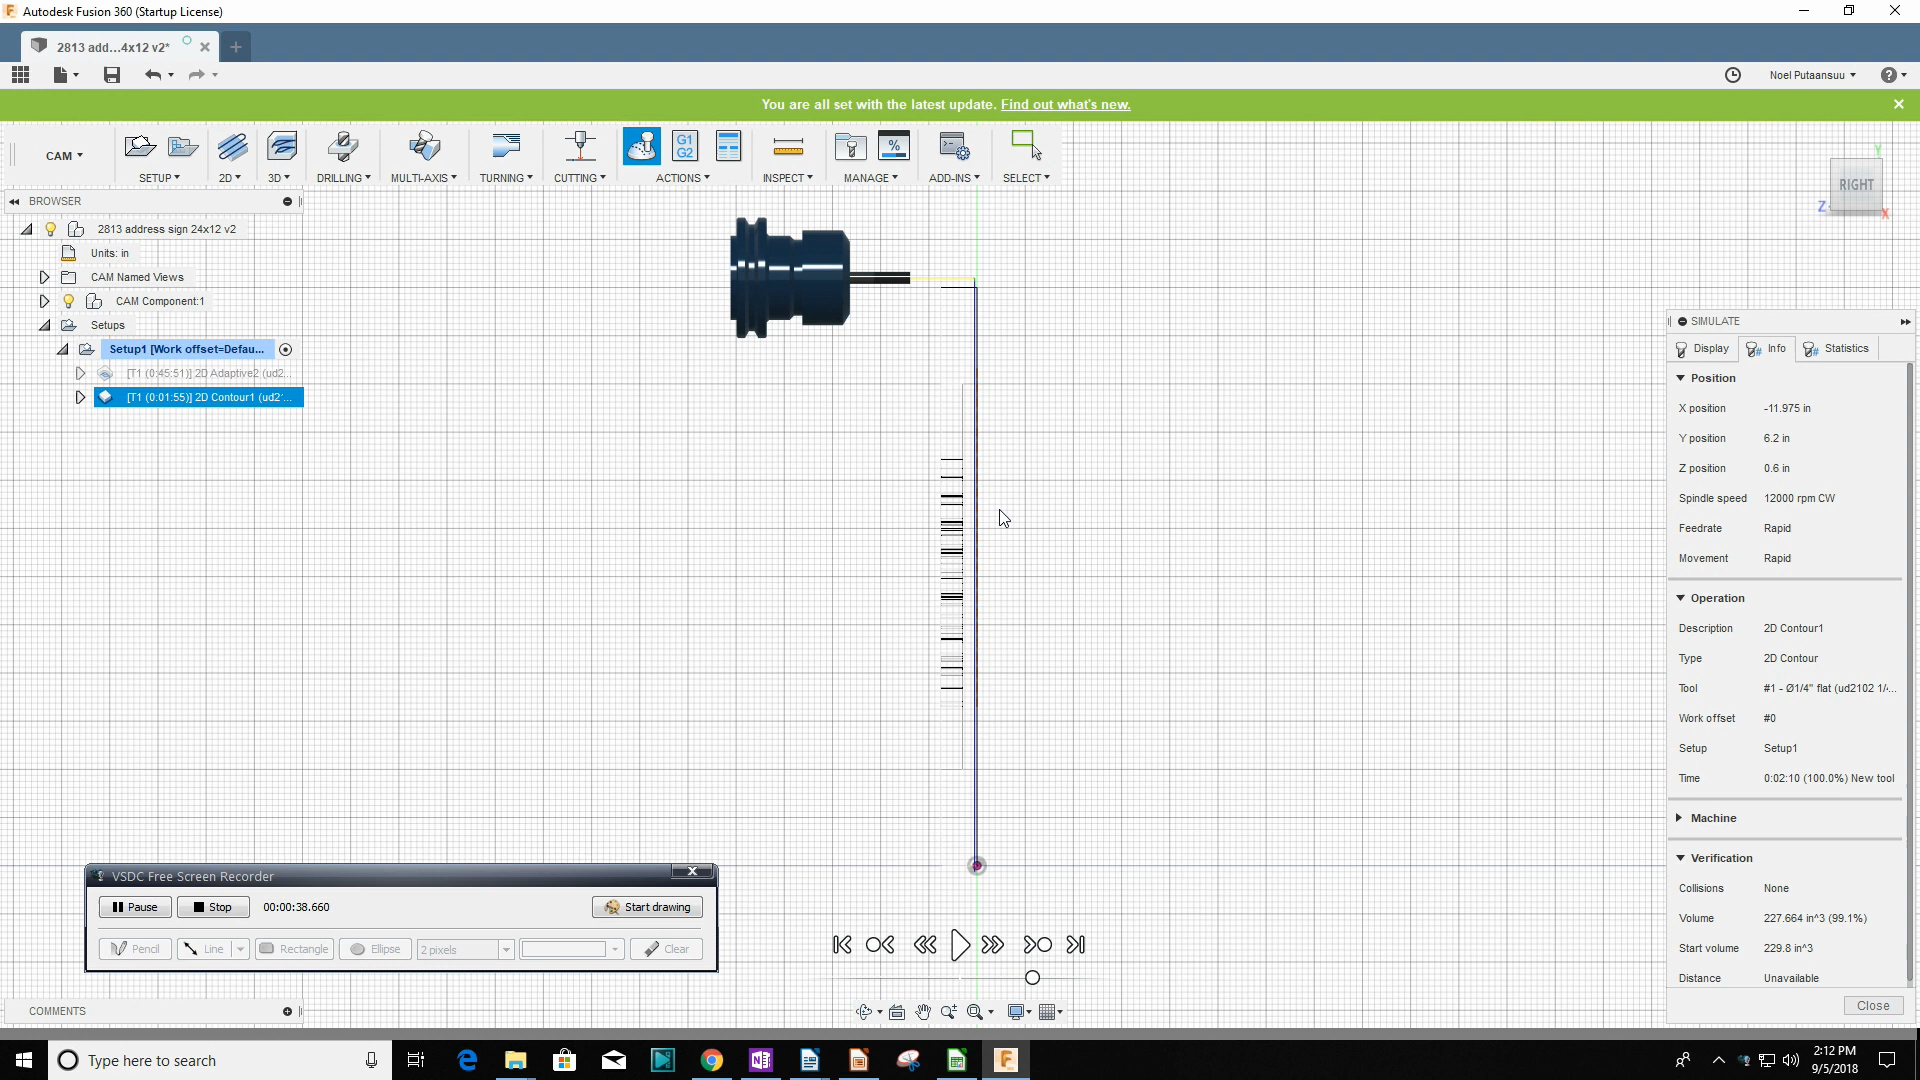 Autodesk Fusion 360 (Startup License)
2813 add...4x12 v2*
Noel Putaansuu
You are all set with the latest update. Find out what's new.
CAM
SETUP
2D
3D
DRILLING
MULTI-AXIS
TURNING
CUTTING
G1
G2
ACTIONS
INSPECT
MANAGE
ADD-INS
SELECT
Y
RIGHT
Z
X
BROWSER
2813 address sign 24x12 v2
Units: in
CAM Named Views
CAM Component:1
Setups
Setup1 [Work offset=Defau...
[T1 (0:45:51)] 2D Adaptive2 (ud2...
[T1 (0:01:55)] 2D Contour1 (ud2'...
SIMULATE
Display
Info
Statistics
Position
X position -11.975 in
Y position 6.2 in
Z position 0.6 in
Spindle speed 12000 rpm CW
Feedrate Rapid
Movement Rapid
Operation
Description 2D Contour1
Type 2D Contour
Tool #1 - Ø1/4" flat (ud2102 1/...
Work offset #0
Setup Setup1
Time 0:02:10 (100.0%) New tool
Machine
Verification
Collisions None
Volume 227.664 in^3 (99.1%)
Start volume 229.8 in^3
Distance Unavailable
Close
VSDC Free Screen Recorder
Pause
Stop
00:00:38.660
Start drawing
Pencil
Line
Rectangle
Ellipse
2 pixels
Clear
COMMENTS
Type here to search
2:12 PM
9/5/2018